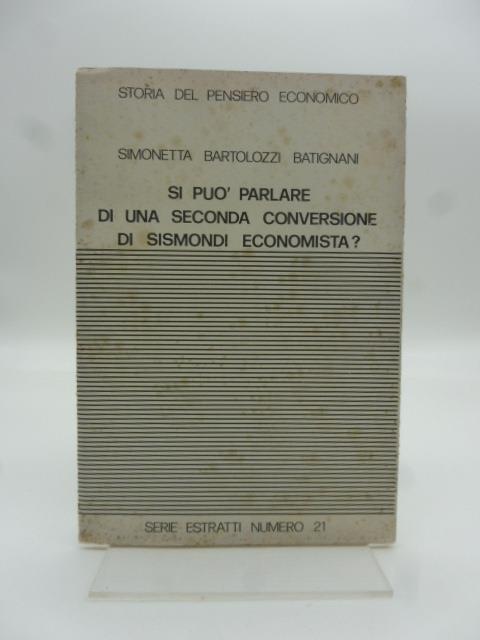 STORIA DEL PENSIERO ECONOMICO
SIMONETTA BARTOLOZZI BATIGNANI
SI PUO' PARLARE
DI UNA SECONDA CONVERSIONE
DI SISMONDI ECONOMISTA?
SERIE ESTRATTI NUMERO 21